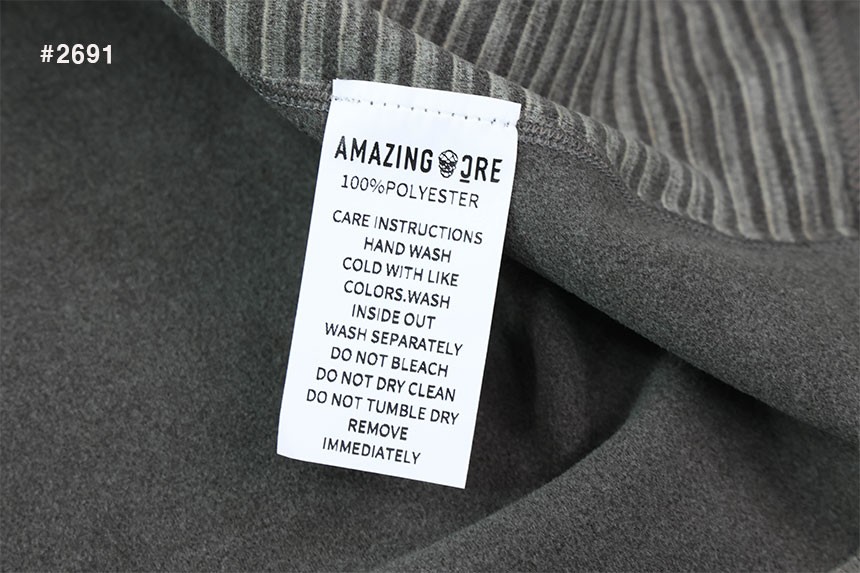 #2691
AMAZING CORE
100%POLYESTER
CARE INSTRUCTIONS
HAND WASH
COLD WITH LIKE
COLORS.WASH
INSIDE OUT
WASH SEPARATELY
DO NOT BLEACH
DO NOT DRY CLEAN
DO NOT TUMBLE DRY
REMOVE
IMMEDIATELY